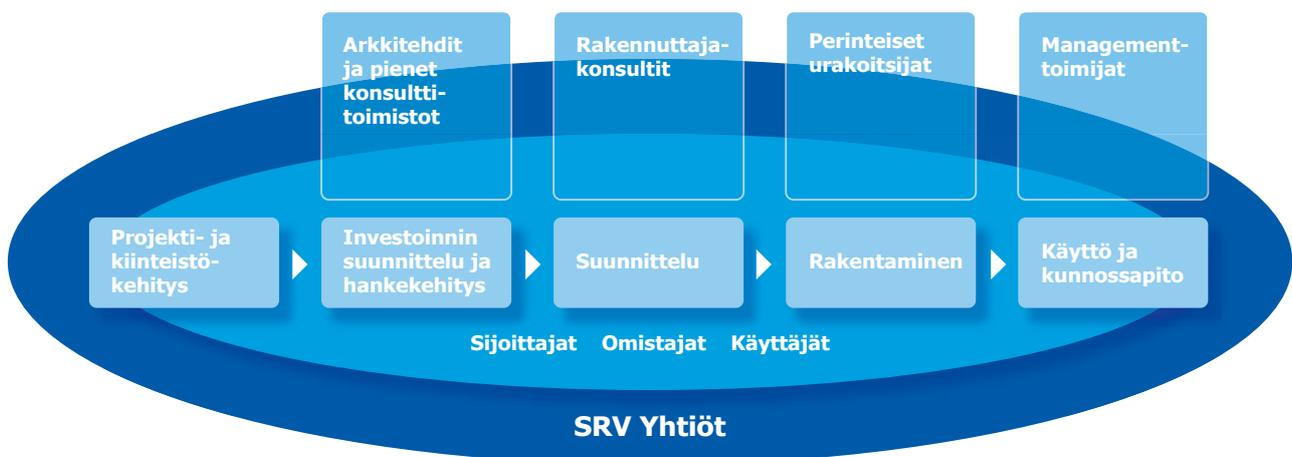 Arkkitehdit
ja pienet
konsultti-
toimistot
Rakennuttaja-
konsultit
Perinteiset
urakoitsijat
Management-
toimijat
Projekti- ja
kiinteistö-
kehitys
Investoinnin
suunnittelu ja
hankekehitys
Suunnittelu
Rakentaminen
Käyttö ja
kunnossapito
Sijoittajat Omistajat Käyttäjät
SRV Yhtiöt